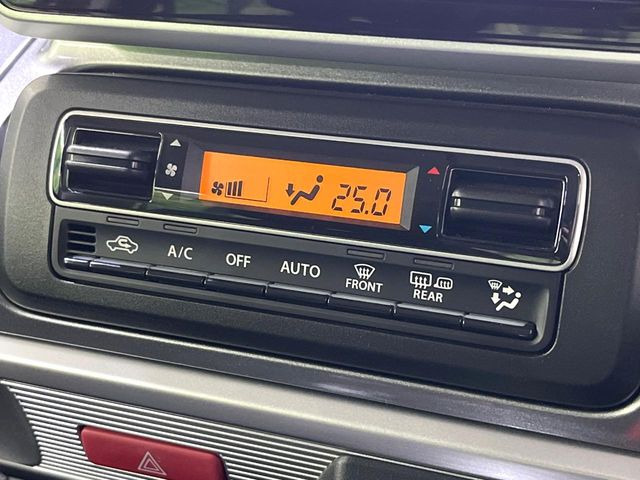 25.0
A/C OFF AUTO FRONT REAR